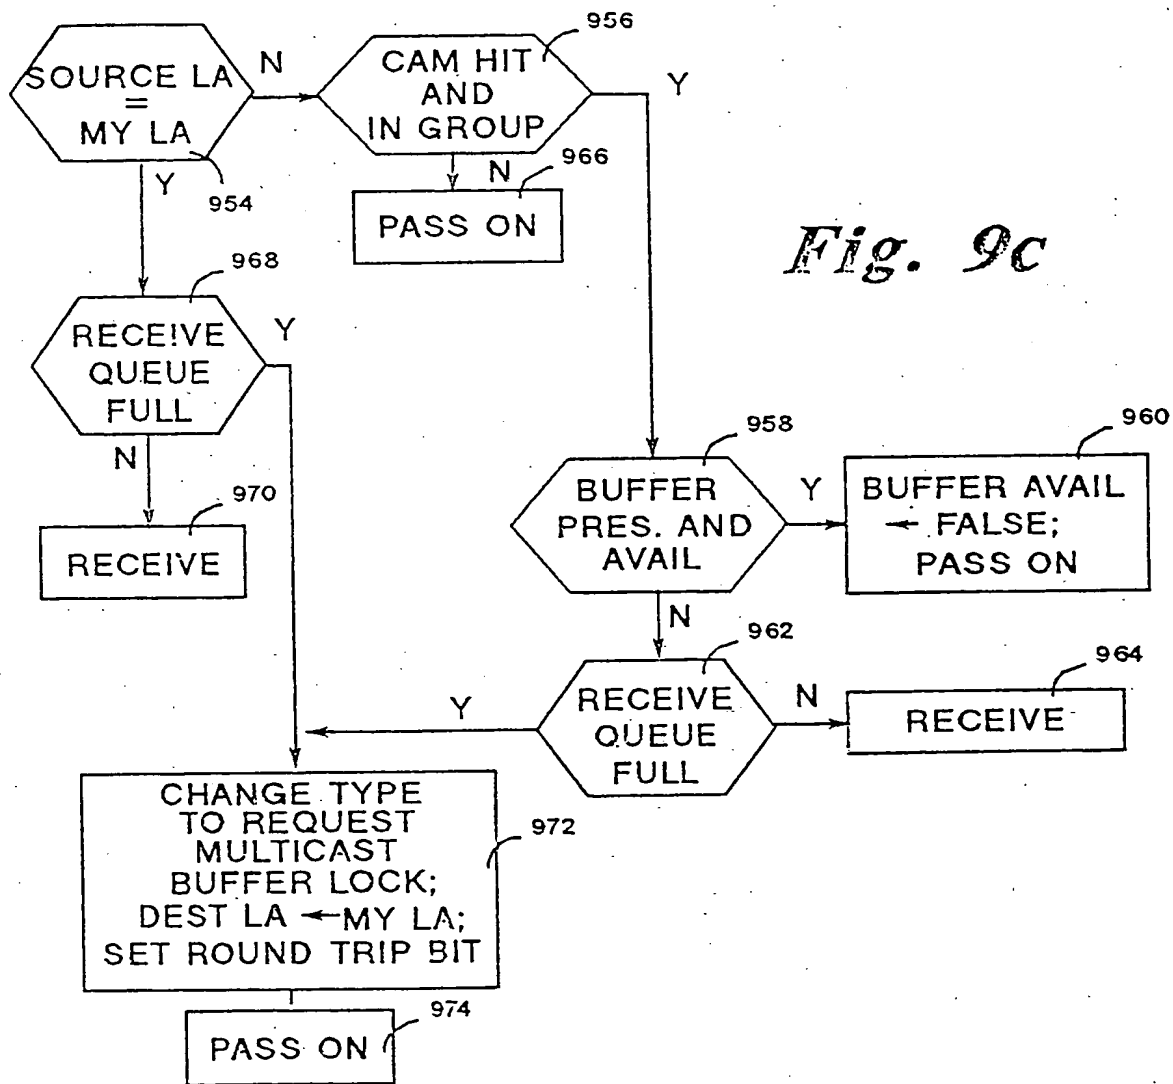 SOURCE LA
=
MY LA
954
N
Y
CAM HIT
AND
IN GROUP
956
Y
N
PASS ON
966
Fig. 9c
RECEIVE
QUEUE
FULL
968
Y
N
RECEIVE
970
BUFFER
PRES. AND
AVAIL
958
Y
N
BUFFER AVAIL
← FALSE;
PASS ON
960
RECEIVE
QUEUE
FULL
962
Y
N
RECEIVE
964
CHANGE TYPE
TO REQUEST
MULTICAST
BUFFER LOCK;
DEST LA ← MY LA;
SET ROUND TRIP BIT
972
PASS ON
974